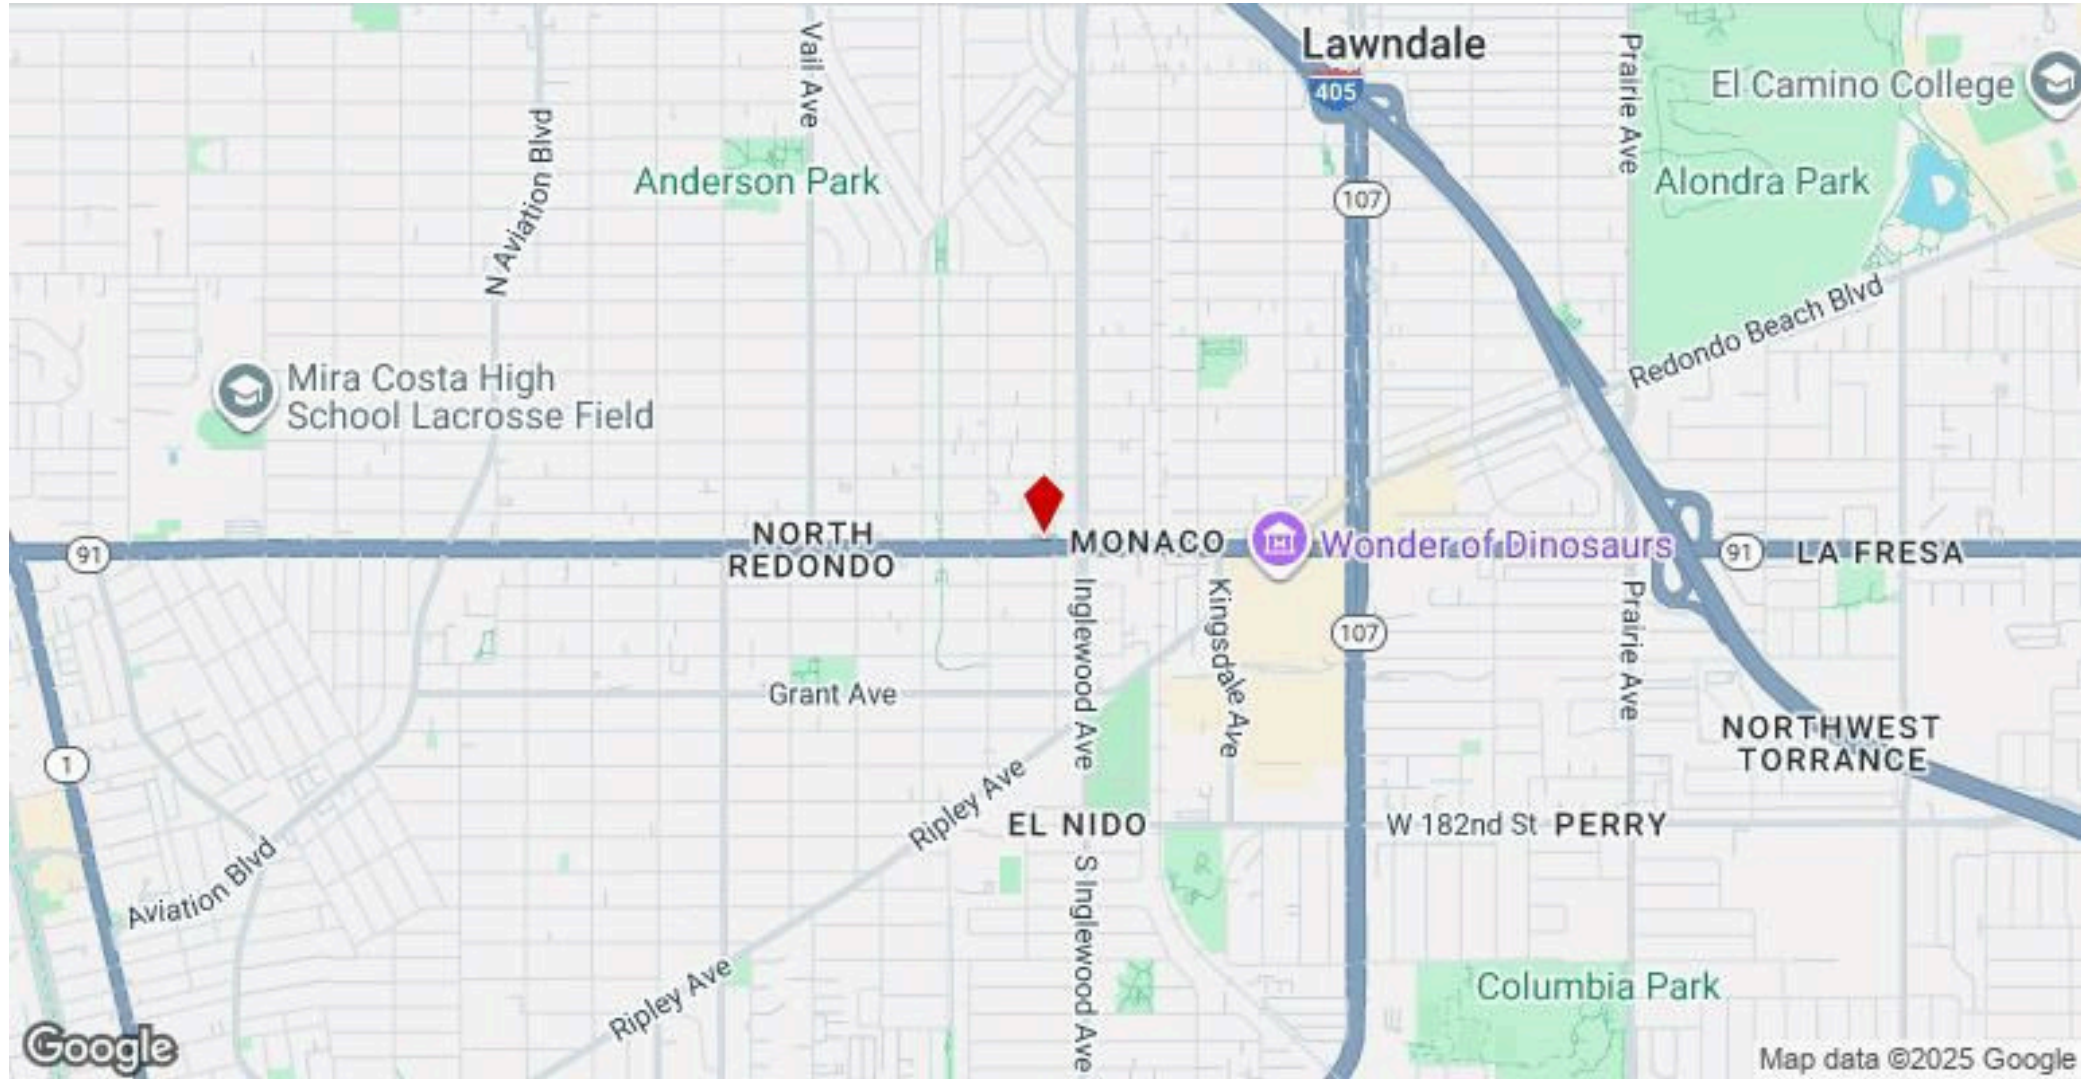 Lawndale
405
Vail Ave
Prairie Ave
El Camino College
N Aviation Blvd
Anderson Park
107
Alondra Park
Redondo Beach Blvd
Mira Costa High
School Lacrosse Field
NORTH
REDONDO
MONACO
Wonder of Dinosaurs
91
91
LA FRESA
Inglewood Ave
Kingsdale Ave
107
Prairie Ave
Grant Ave
NORTHWEST
TORRANCE
1
Ripley Ave
EL NIDO
W 182nd St
PERRY
Aviation Blvd
S Inglewood Ave
Ripley Ave
Columbia Park
Google
Map data ©2025 Google